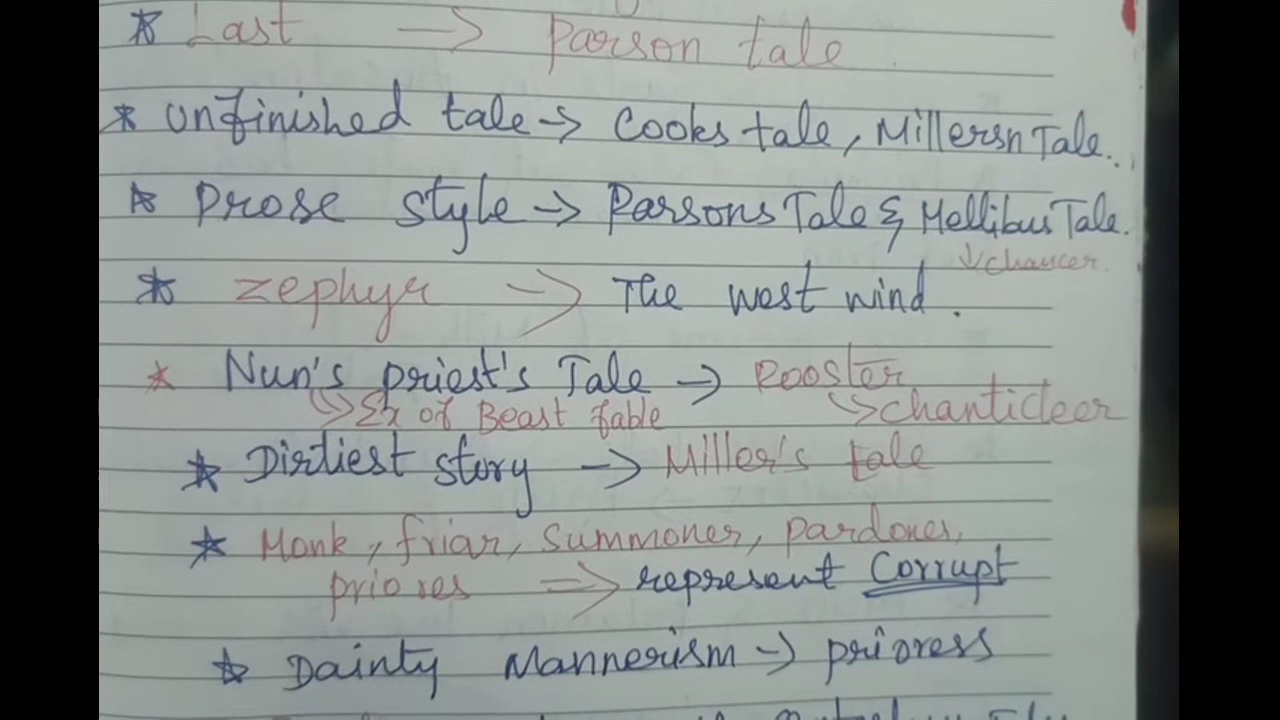 * Last → Parson tale.
* Unfinished tale → Cooks tale, Millersn Tale..
* Prose style → Parsons Tale & Mellibus Tale.
↓ chaucer.
* Zephyr → The west wind.
* Nun's priest's Tale → Rooster
↳ Ex of Beast fable ↳ chanticleer
* Dirtiest story → Miller's tale
* Monk, friar, summoner, pardoner,
priores ⇒ represent Corrupt
* Dainty Mannerism → prioress